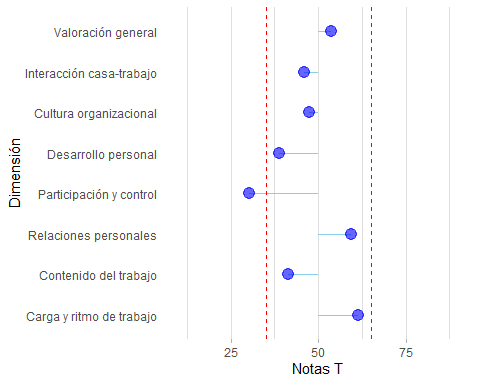 Valoración general
Interacción casa-trabajo
Cultura organizacional
Desarrollo personal
Participación y control
Relaciones personales
Contenido del trabajo
Carga y ritmo de trabajo
Dimensión
25 50 75
Notas T